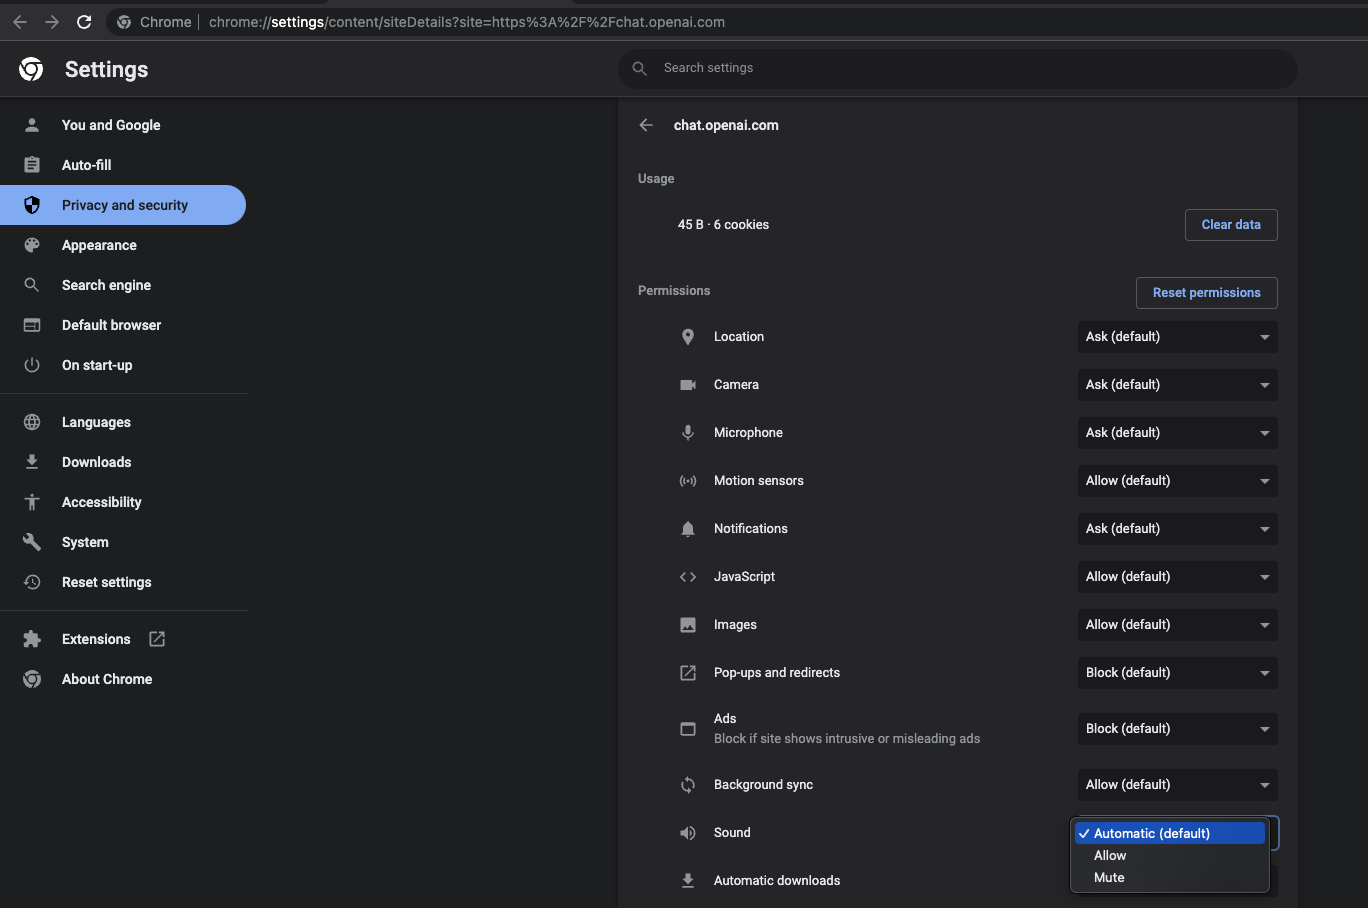 Chrome
chrome://settings/content/siteDetails?site=https%3A%2F%2Fchat.openai.com
Settings
Search settings
You and Google
Auto-fill
Privacy and security
Appearance
Search engine
Default browser
On start-up
Languages
Downloads
Accessibility
System
Reset settings
Extensions
About Chrome
chat.openai.com
Usage
45 B · 6 cookies
Clear data
Permissions
Reset permissions
Location
Ask (default)
Camera
Ask (default)
Microphone
Ask (default)
Motion sensors
Allow (default)
Notifications
Ask (default)
JavaScript
Allow (default)
Images
Allow (default)
Pop-ups and redirects
Block (default)
Ads
Block if site shows intrusive or misleading ads
Block (default)
Background sync
Allow (default)
Sound
Automatic (default)
Allow
Mute
Automatic downloads